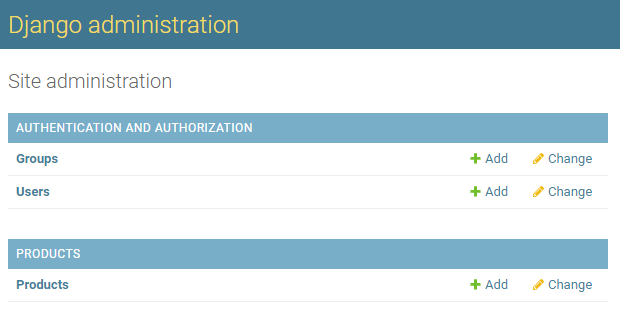 Django administration
Site administration
AUTHENTICATION AND AUTHORIZATION
Groups Add Change
Users Add Change
PRODUCTS
Products Add Change